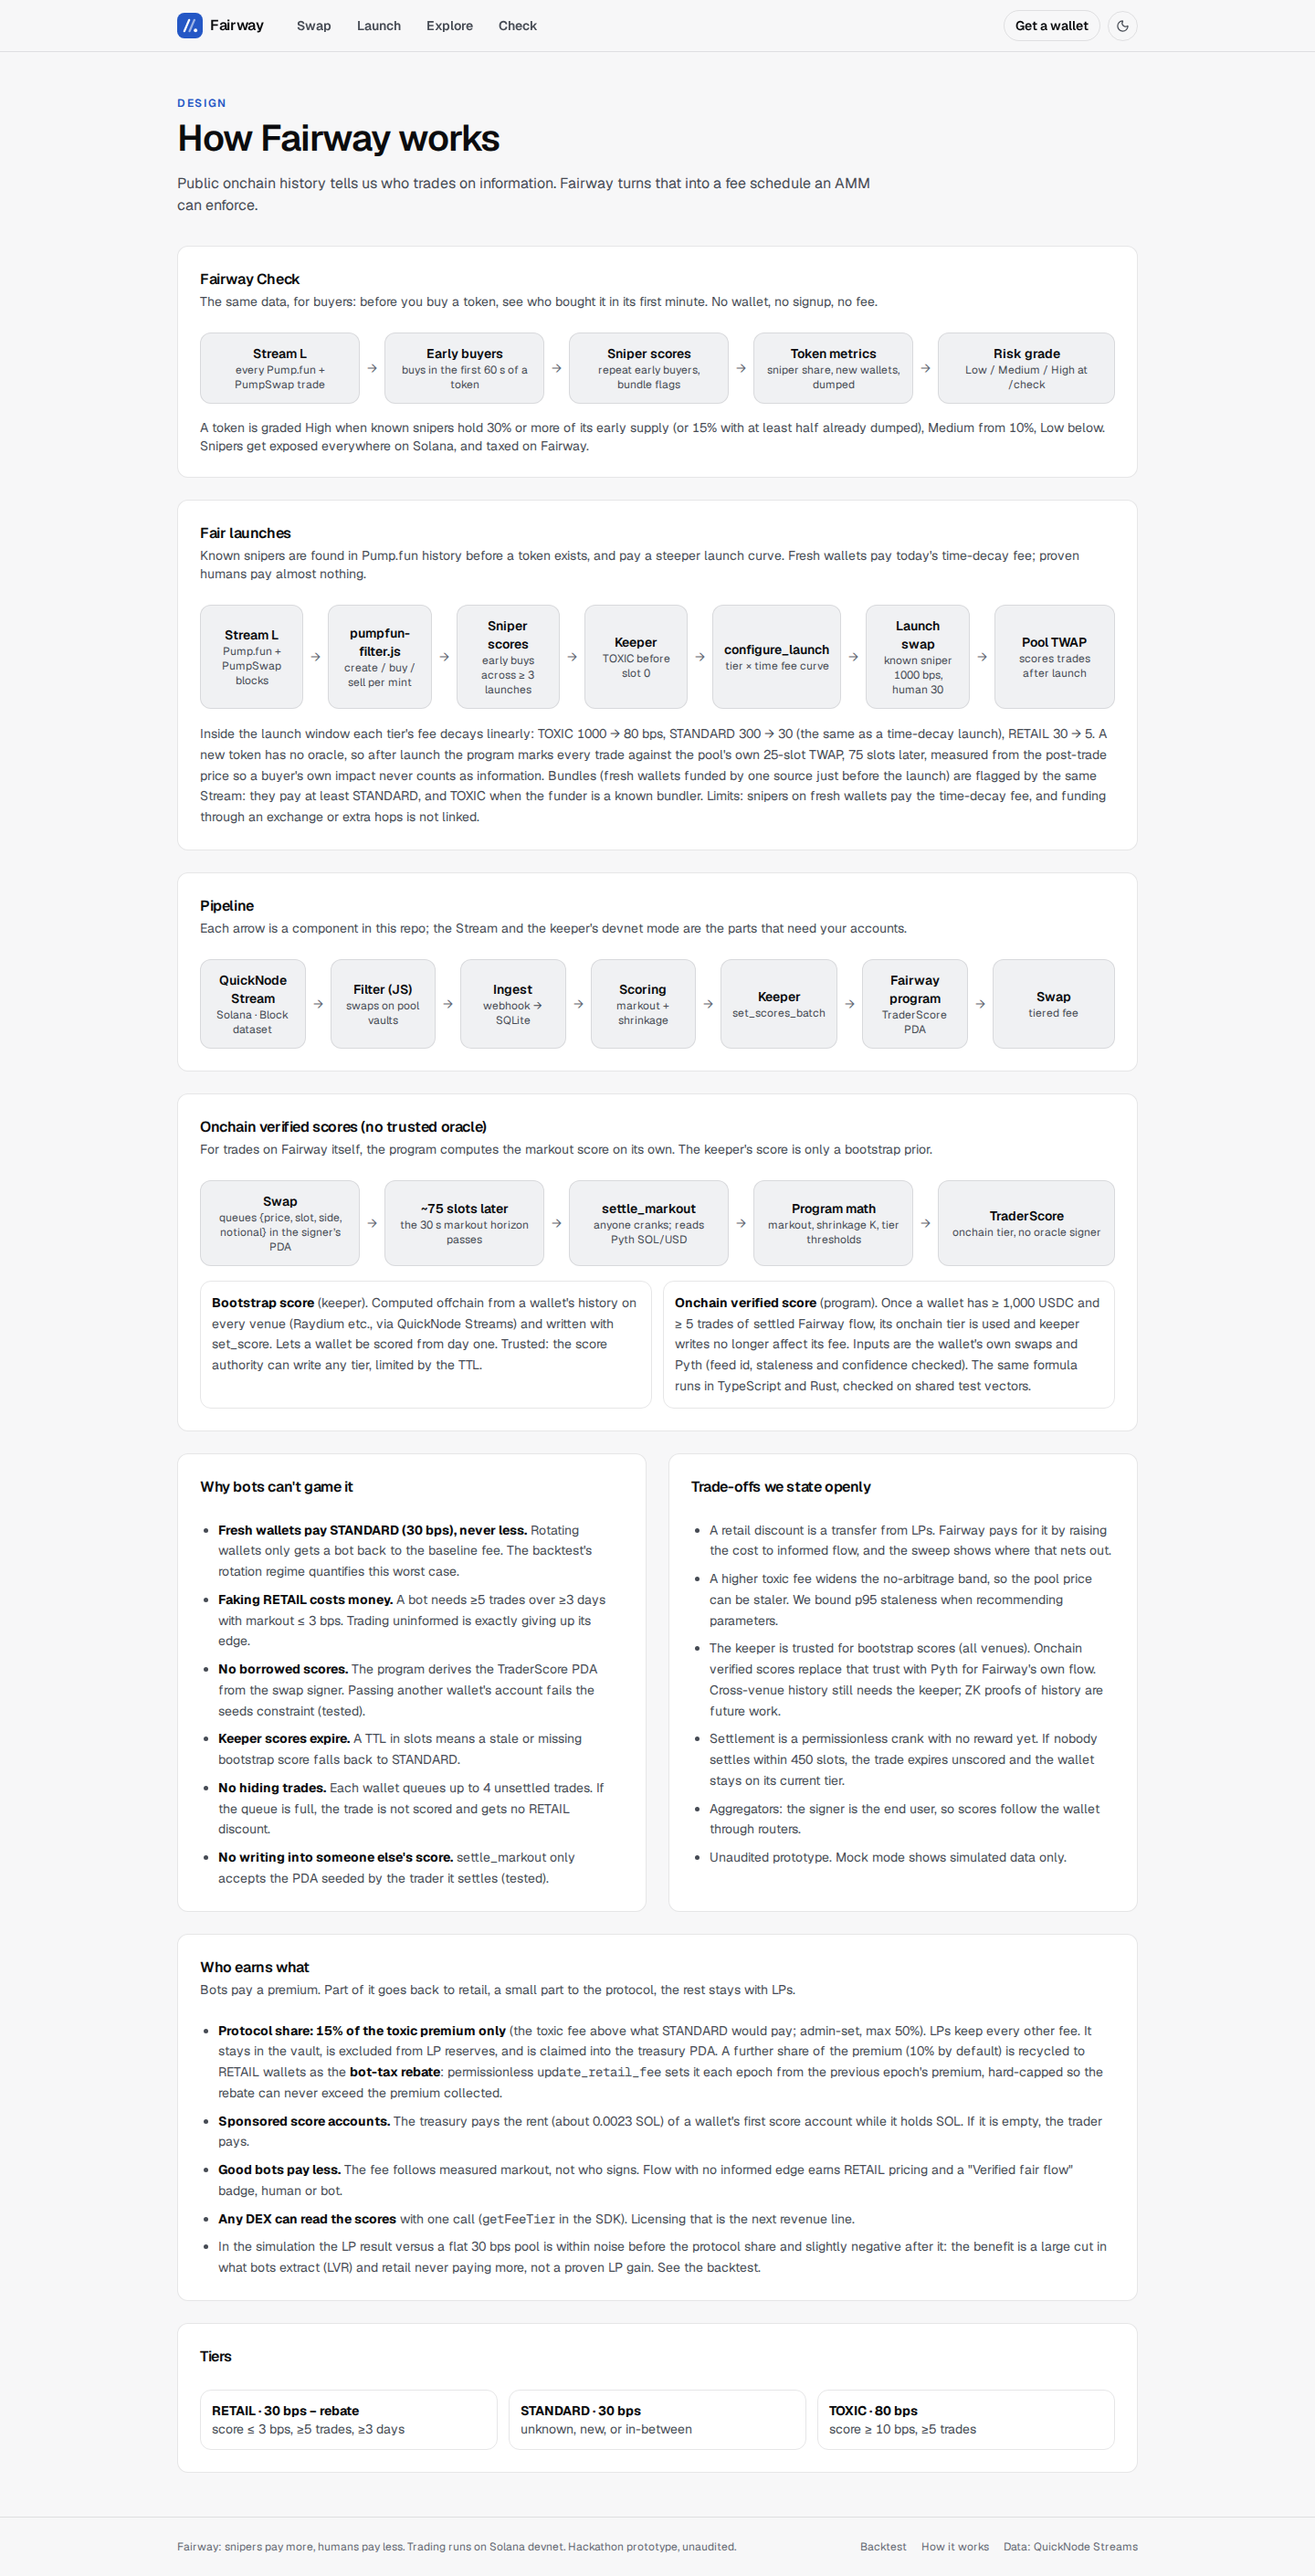 Fairway
Swap
Launch
Explore
Check
Get a wallet
DESIGN
How Fairway works
Public onchain history tells us who trades on information. Fairway turns that into a fee schedule an AMM
can enforce.
Fairway Check
The same data, for buyers: before you buy a token, see who bought it in its first minute. No wallet, no signup, no fee.
Stream L
every Pump.fun +
PumpSwap trade
→
Early buyers
buys in the first 60 s of a
token
→
Sniper scores
repeat early buyers,
bundle flags
→
Token metrics
sniper share, new wallets,
dumped
→
Risk grade
Low / Medium / High at
/check
A token is graded High when known snipers hold 30% or more of its early supply (or 15% with at least half already dumped), Medium from 10%, Low below.
Snipers get exposed everywhere on Solana, and taxed on Fairway.
Fair launches
Known snipers are found in Pump.fun history before a token exists, and pay a steeper launch curve. Fresh wallets pay today's time-decay fee; proven
humans pay almost nothing.
Stream L
Pump.fun +
PumpSwap
blocks
→
pumpfun-
filter.js
create / buy /
sell per mint
→
Sniper
scores
early buys
across ≥ 3
launches
→
Keeper
TOXIC before
slot 0
→
configure_launch
tier × time fee curve
→
Launch
swap
known sniper
1000 bps,
human 30
→
Pool TWAP
scores trades
after launch
Inside the launch window each tier's fee decays linearly: TOXIC 1000 → 80 bps, STANDARD 300 → 30 (the same as a time-decay launch), RETAIL 30 → 5. A
new token has no oracle, so after launch the program marks every trade against the pool's own 25-slot TWAP, 75 slots later, measured from the post-trade
price so a buyer's own impact never counts as information. Bundles (fresh wallets funded by one source just before the launch) are flagged by the same
Stream: they pay at least STANDARD, and TOXIC when the funder is a known bundler. Limits: snipers on fresh wallets pay the time-decay fee, and funding
through an exchange or extra hops is not linked.
Pipeline
Each arrow is a component in this repo; the Stream and the keeper's devnet mode are the parts that need your accounts.
QuickNode
Stream
Solana · Block
dataset
→
Filter (JS)
swaps on pool
vaults
→
Ingest
webhook →
SQLite
→
Scoring
markout +
shrinkage
→
Keeper
set_scores_batch
→
Fairway
program
TraderScore
PDA
→
Swap
tiered fee
Onchain verified scores (no trusted oracle)
For trades on Fairway itself, the program computes the markout score on its own. The keeper's score is only a bootstrap prior.
Swap
queues {price, slot, side,
notional} in the signer's
PDA
→
~75 slots later
the 30 s markout horizon
passes
→
settle_markout
anyone cranks; reads
Pyth SOL/USD
→
Program math
markout, shrinkage K, tier
thresholds
→
TraderScore
onchain tier, no oracle signer
Bootstrap score (keeper). Computed offchain from a wallet's history on
every venue (Raydium etc., via QuickNode Streams) and written with
set_score. Lets a wallet be scored from day one. Trusted: the score
authority can write any tier, limited by the TTL.
Onchain verified score (program). Once a wallet has ≥ 1,000 USDC and
≥ 5 trades of settled Fairway flow, its onchain tier is used and keeper
writes no longer affect its fee. Inputs are the wallet's own swaps and
Pyth (feed id, staleness and confidence checked). The same formula
runs in TypeScript and Rust, checked on shared test vectors.
Why bots can't game it
• Fresh wallets pay STANDARD (30 bps), never less. Rotating
wallets only gets a bot back to the baseline fee. The backtest's
rotation regime quantifies this worst case.
• Faking RETAIL costs money. A bot needs ≥5 trades over ≥3 days
with markout ≤ 3 bps. Trading uninformed is exactly giving up its
edge.
• No borrowed scores. The program derives the TraderScore PDA
from the swap signer. Passing another wallet's account fails the
seeds constraint (tested).
• Keeper scores expire. A TTL in slots means a stale or missing
bootstrap score falls back to STANDARD.
• No hiding trades. Each wallet queues up to 4 unsettled trades. If
the queue is full, the trade is not scored and gets no RETAIL
discount.
• No writing into someone else's score. settle_markout only
accepts the PDA seeded by the trader it settles (tested).
Trade-offs we state openly
• A retail discount is a transfer from LPs. Fairway pays for it by raising
the cost to informed flow, and the sweep shows where that nets out.
• A higher toxic fee widens the no-arbitrage band, so the pool price
can be staler. We bound p95 staleness when recommending
parameters.
• The keeper is trusted for bootstrap scores (all venues). Onchain
verified scores replace that trust with Pyth for Fairway's own flow.
Cross-venue history still needs the keeper; ZK proofs of history are
future work.
• Settlement is a permissionless crank with no reward yet. If nobody
settles within 450 slots, the trade expires unscored and the wallet
stays on its current tier.
• Aggregators: the signer is the end user, so scores follow the wallet
through routers.
• Unaudited prototype. Mock mode shows simulated data only.
Who earns what
Bots pay a premium. Part of it goes back to retail, a small part to the protocol, the rest stays with LPs.
• Protocol share: 15% of the toxic premium only (the toxic fee above what STANDARD would pay; admin-set, max 50%). LPs keep every other fee. It
stays in the vault, is excluded from LP reserves, and is claimed into the treasury PDA. A further share of the premium (10% by default) is recycled to
RETAIL wallets as the bot-tax rebate: permissionless update_retail_fee sets it each epoch from the previous epoch's premium, hard-capped so the
rebate can never exceed the premium collected.
• Sponsored score accounts. The treasury pays the rent (about 0.0023 SOL) of a wallet's first score account while it holds SOL. If it is empty, the trader
pays.
• Good bots pay less. The fee follows measured markout, not who signs. Flow with no informed edge earns RETAIL pricing and a "Verified fair flow"
badge, human or bot.
• Any DEX can read the scores with one call (getFeeTier in the SDK). Licensing that is the next revenue line.
• In the simulation the LP result versus a flat 30 bps pool is within noise before the protocol share and slightly negative after it: the benefit is a large cut in
what bots extract (LVR) and retail never paying more, not a proven LP gain. See the backtest.
Tiers
RETAIL · 30 bps − rebate
score ≤ 3 bps, ≥5 trades, ≥3 days
STANDARD · 30 bps
unknown, new, or in-between
TOXIC · 80 bps
score ≥ 10 bps, ≥5 trades
Fairway: snipers pay more, humans pay less. Trading runs on Solana devnet. Hackathon prototype, unaudited.
Backtest
How it works
Data: QuickNode Streams